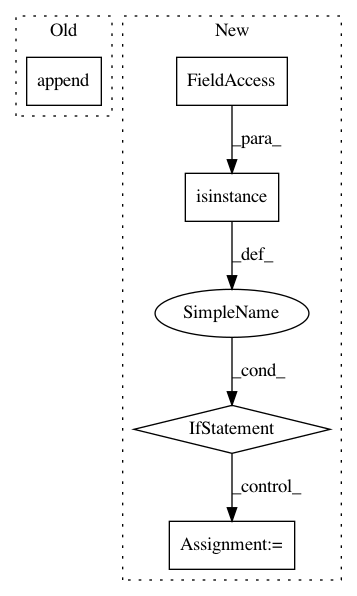 Old
New
append
FieldAccess
_para_
isinstance
_def_
SimpleName
_cond_
IfStatement
_control_
Assignment:=